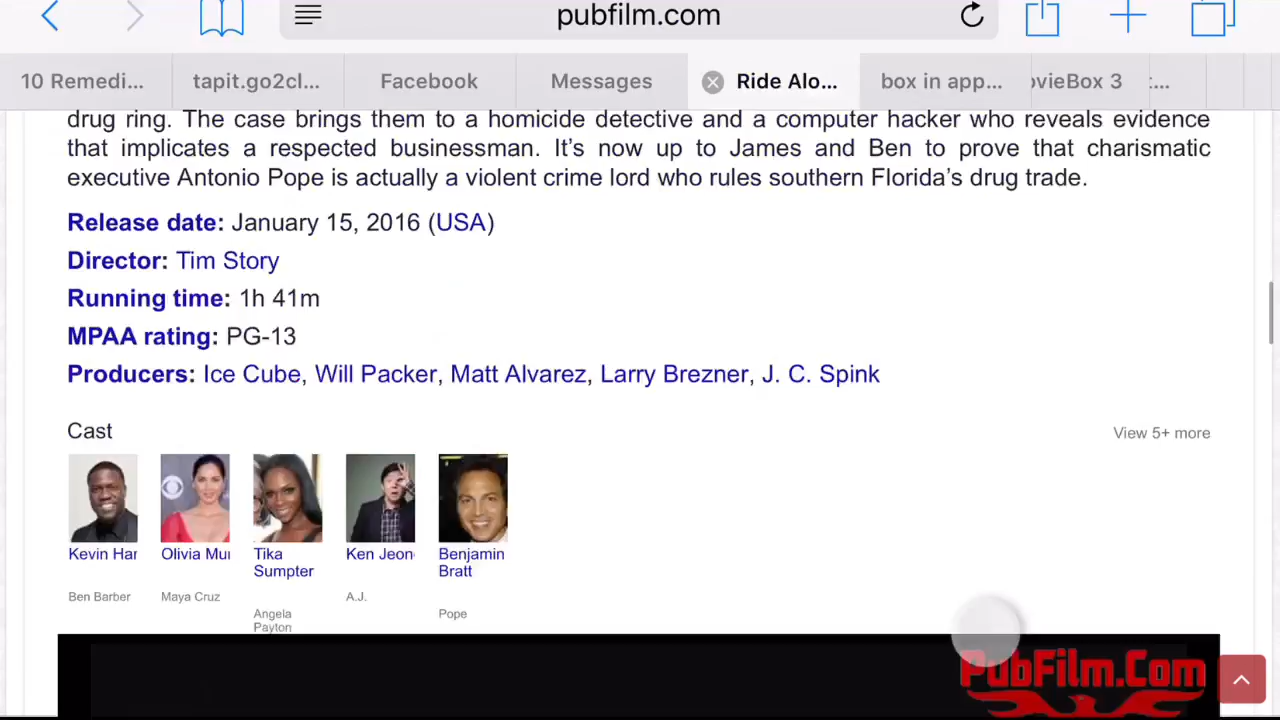 pubfilm.com
10 Remedi...
tapit.go2cl...
Facebook
Messages
Ride Alo...
box in app...
ovieBox 3
t...
drug ring. The case brings them to a homicide detective and a computer hacker who reveals evidence
that implicates a respected businessman. It’s now up to James and Ben to prove that charismatic
executive Antonio Pope is actually a violent crime lord who rules southern Florida’s drug trade.
Release date: January 15, 2016 (USA)
Director: Tim Story
Running time: 1h 41m
MPAA rating: PG-13
Producers: Ice Cube, Will Packer, Matt Alvarez, Larry Brezner, J. C. Spink
Cast
View 5+ more
Kevin Har
Ben Barber
Olivia Mu
Maya Cruz
Tika
Sumpter
Angela
Payton
Ken Jeon
A.J.
Benjamin
Bratt
Pope
PubFilm.Com